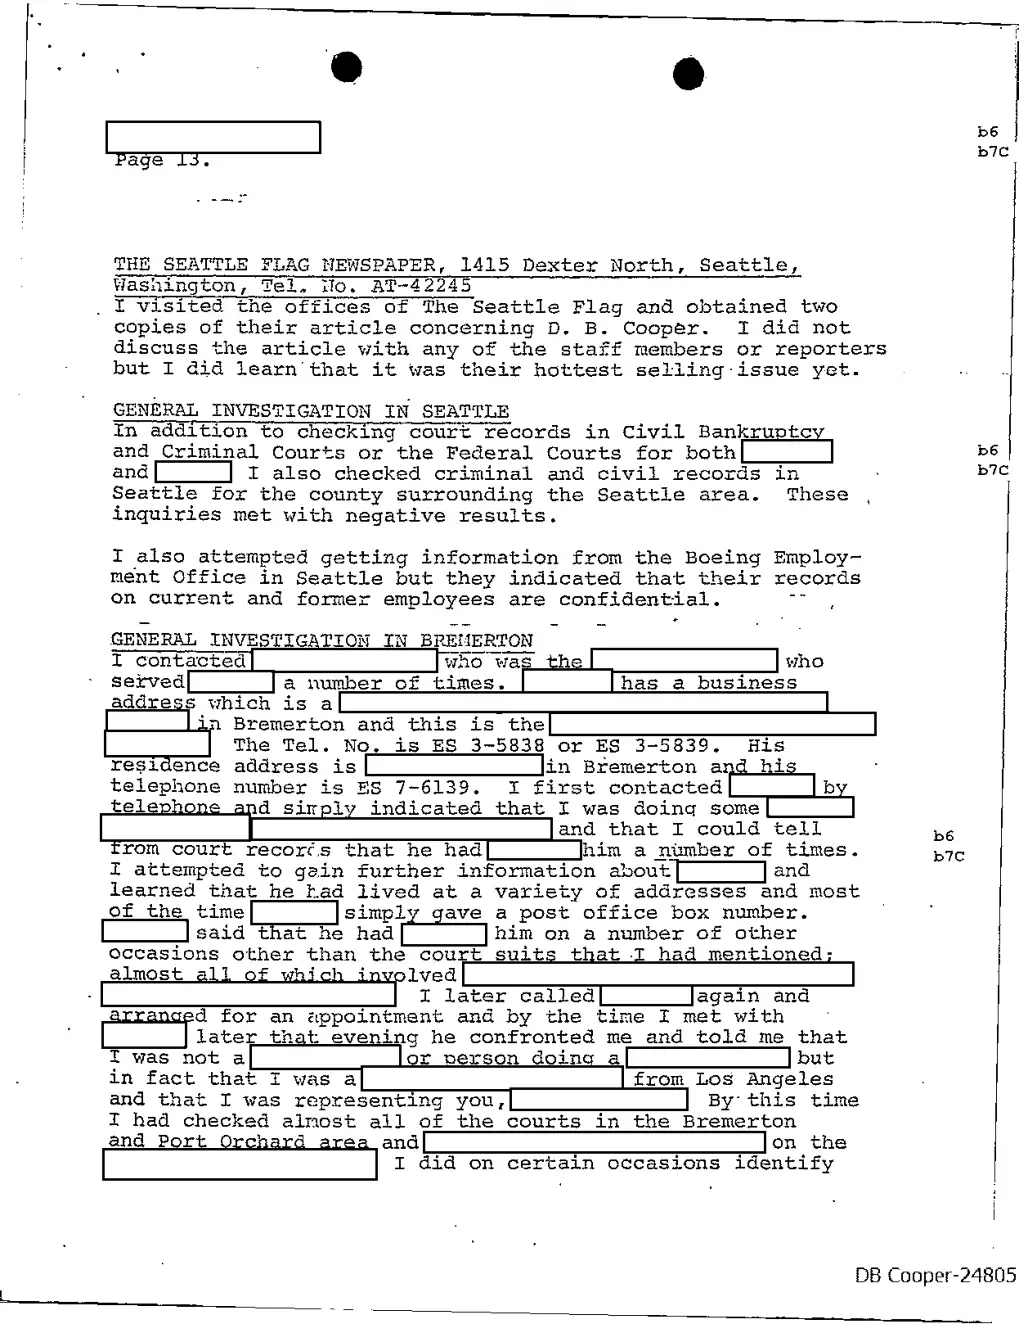 b6
b7C
Page 13.
THE SEATTLE FLAG NEWSPAPER, 1415 Dexter North, Seattle,
Washington, Tel. No. AT-42245
I visited the offices of The Seattle Flag and obtained two
copies of their article concerning D. B. Cooper. I did not
discuss the article with any of the staff members or reporters
but I did learn that it was their hottest selling issue yet.
GENERAL INVESTIGATION IN SEATTLE
In addition to checking court records in Civil Bankruptcy
and Criminal Courts or the Federal Courts for both
b6
and I also checked criminal and civil records in
b7C
Seattle for the county surrounding the Seattle area. These
inquiries met with negative results.
I also attempted getting information from the Boeing Employ-
ment Office in Seattle but they indicated that their records
on current and former employees are confidential.
GENERAL INVESTIGATION IN BREMERTON
I contacted who was the who
served a number of times. has a business
address which is a
in Bremerton and this is the
The Tel. No. is ES 3-5838 or ES 3-5839. His
residence address is in Bremerton and his
telephone number is ES 7-6139. I first contacted by
telephone and simply indicated that I was doing some
and that I could tell
b6
from court records that he had him a number of times.
b7C
I attempted to gain further information about and
learned that he had lived at a variety of addresses and most
of the time simply gave a post office box number.
said that he had him on a number of other
occasions other than the court suits that I had mentioned;
almost all of which involved
I later called again and
arranged for an appointment and by the time I met with
later that evening he confronted me and told me that
I was not a or person doing a but
in fact that I was a from Los Angeles
and that I was representing you, By this time
I had checked almost all of the courts in the Bremerton
and Port Orchard area and on the
I did on certain occasions identify
DB Cooper-24805